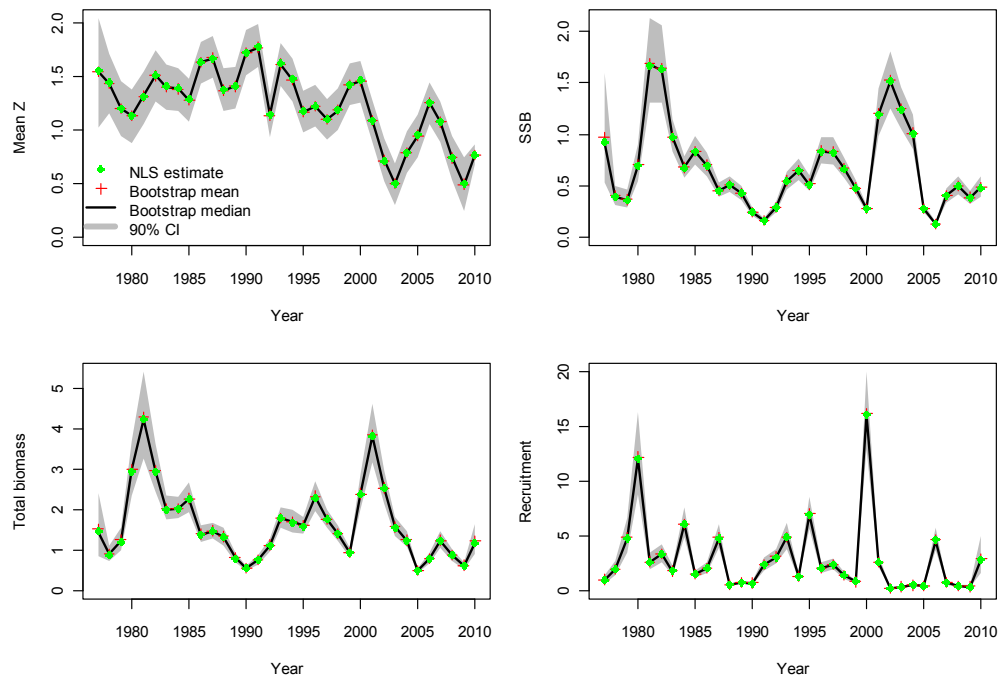 Mean Z
0.0 0.5 1.0 1.5 2.0
NLS estimate
Bootstrap mean
Bootstrap median
90% CI
1980 1985 1990 1995 2000 2005 2010
Year
SSB
0.0 0.5 1.0 1.5 2.0
1980 1985 1990 1995 2000 2005 2010
Year
Total biomass
0 1 2 3 4 5
1980 1985 1990 1995 2000 2005 2010
Year
Recruitment
0 5 10 15 20
1980 1985 1990 1995 2000 2005 2010
Year